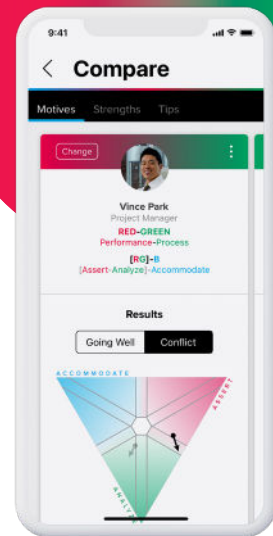 9:41
Compare
Motives Strengths Tips
Change
Vince Park
Project Manager
RED-GREEN
Performance-Process
[RG]-B
[Assert-Analyze]-Accommodate
Results
Going Well Conflict
ACCOMMODATE
ASSERT
ANALYZE